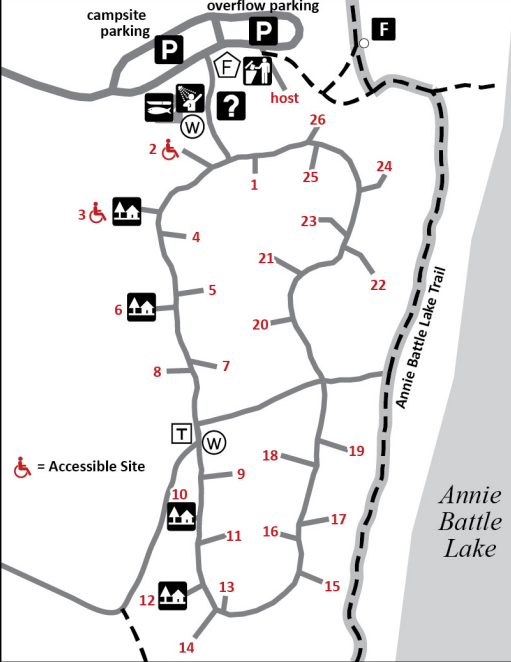 overflow parking
campsite
parking
P
P
F
F
host
?
W
26
2
1
25
24
3
4
23
21
22
5
6
20
8
7
Annie Battle Lake Trail
T
W
19
18
= Accessible Site
9
10
Annie
Battle
Lake
17
16
11
15
13
12
14